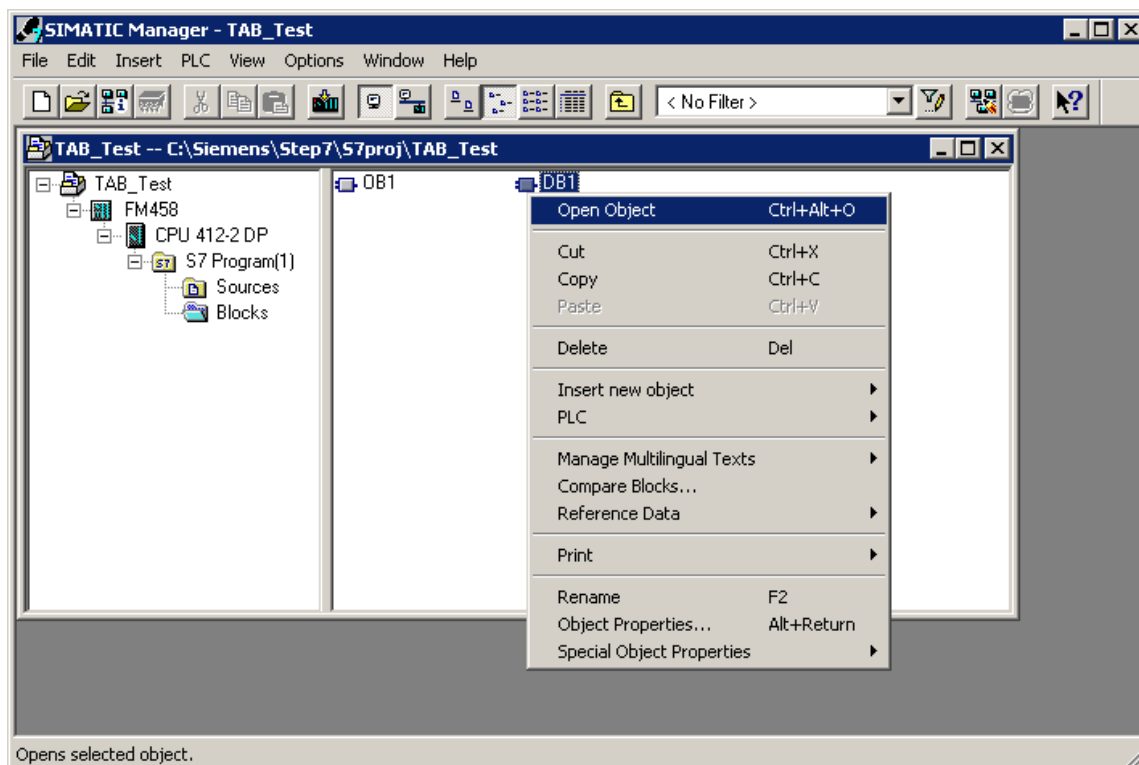 SIMATIC Manager - TAB_Test
File Edit Insert PLC View Options Window Help
< No Filter >
TAB_Test -- C:\Siemens\Step7\S7proj\TAB_Test
TAB_Test
FM458
CPU 412-2 DP
S7 Program(1)
Sources
Blocks
OB1 DB1
Open Object Ctrl+Alt+O
Cut Ctrl+X
Copy Ctrl+C
Paste Ctrl+V
Delete Del
Insert new object
PLC
Manage Multilingual Texts
Compare Blocks...
Reference Data
Print
Rename F2
Object Properties... Alt+Return
Special Object Properties
Opens selected object.